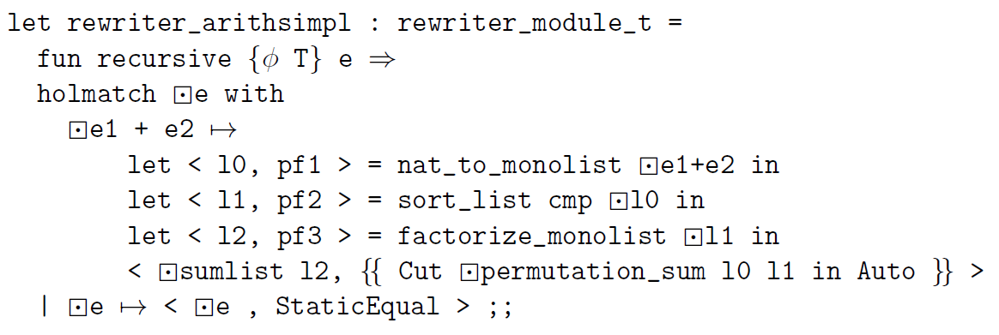 let rewriter_arithsimpl : rewriter_module_t =
fun recursive {ϕ T} e ⇒
holmatch ⊡e with
⊡e1 + e2 ↦
let < l0, pf1 > = nat_to_monolist ⊡e1+e2 in
let < l1, pf2 > = sort_list cmp ⊡l0 in
let < l2, pf3 > = factorize_monolist ⊡l1 in
< ⊡sumlist l2, {{ Cut ⊡permutation_sum l0 l1 in Auto }} >
| ⊡e ↦ < ⊡e , StaticEqual > ;;